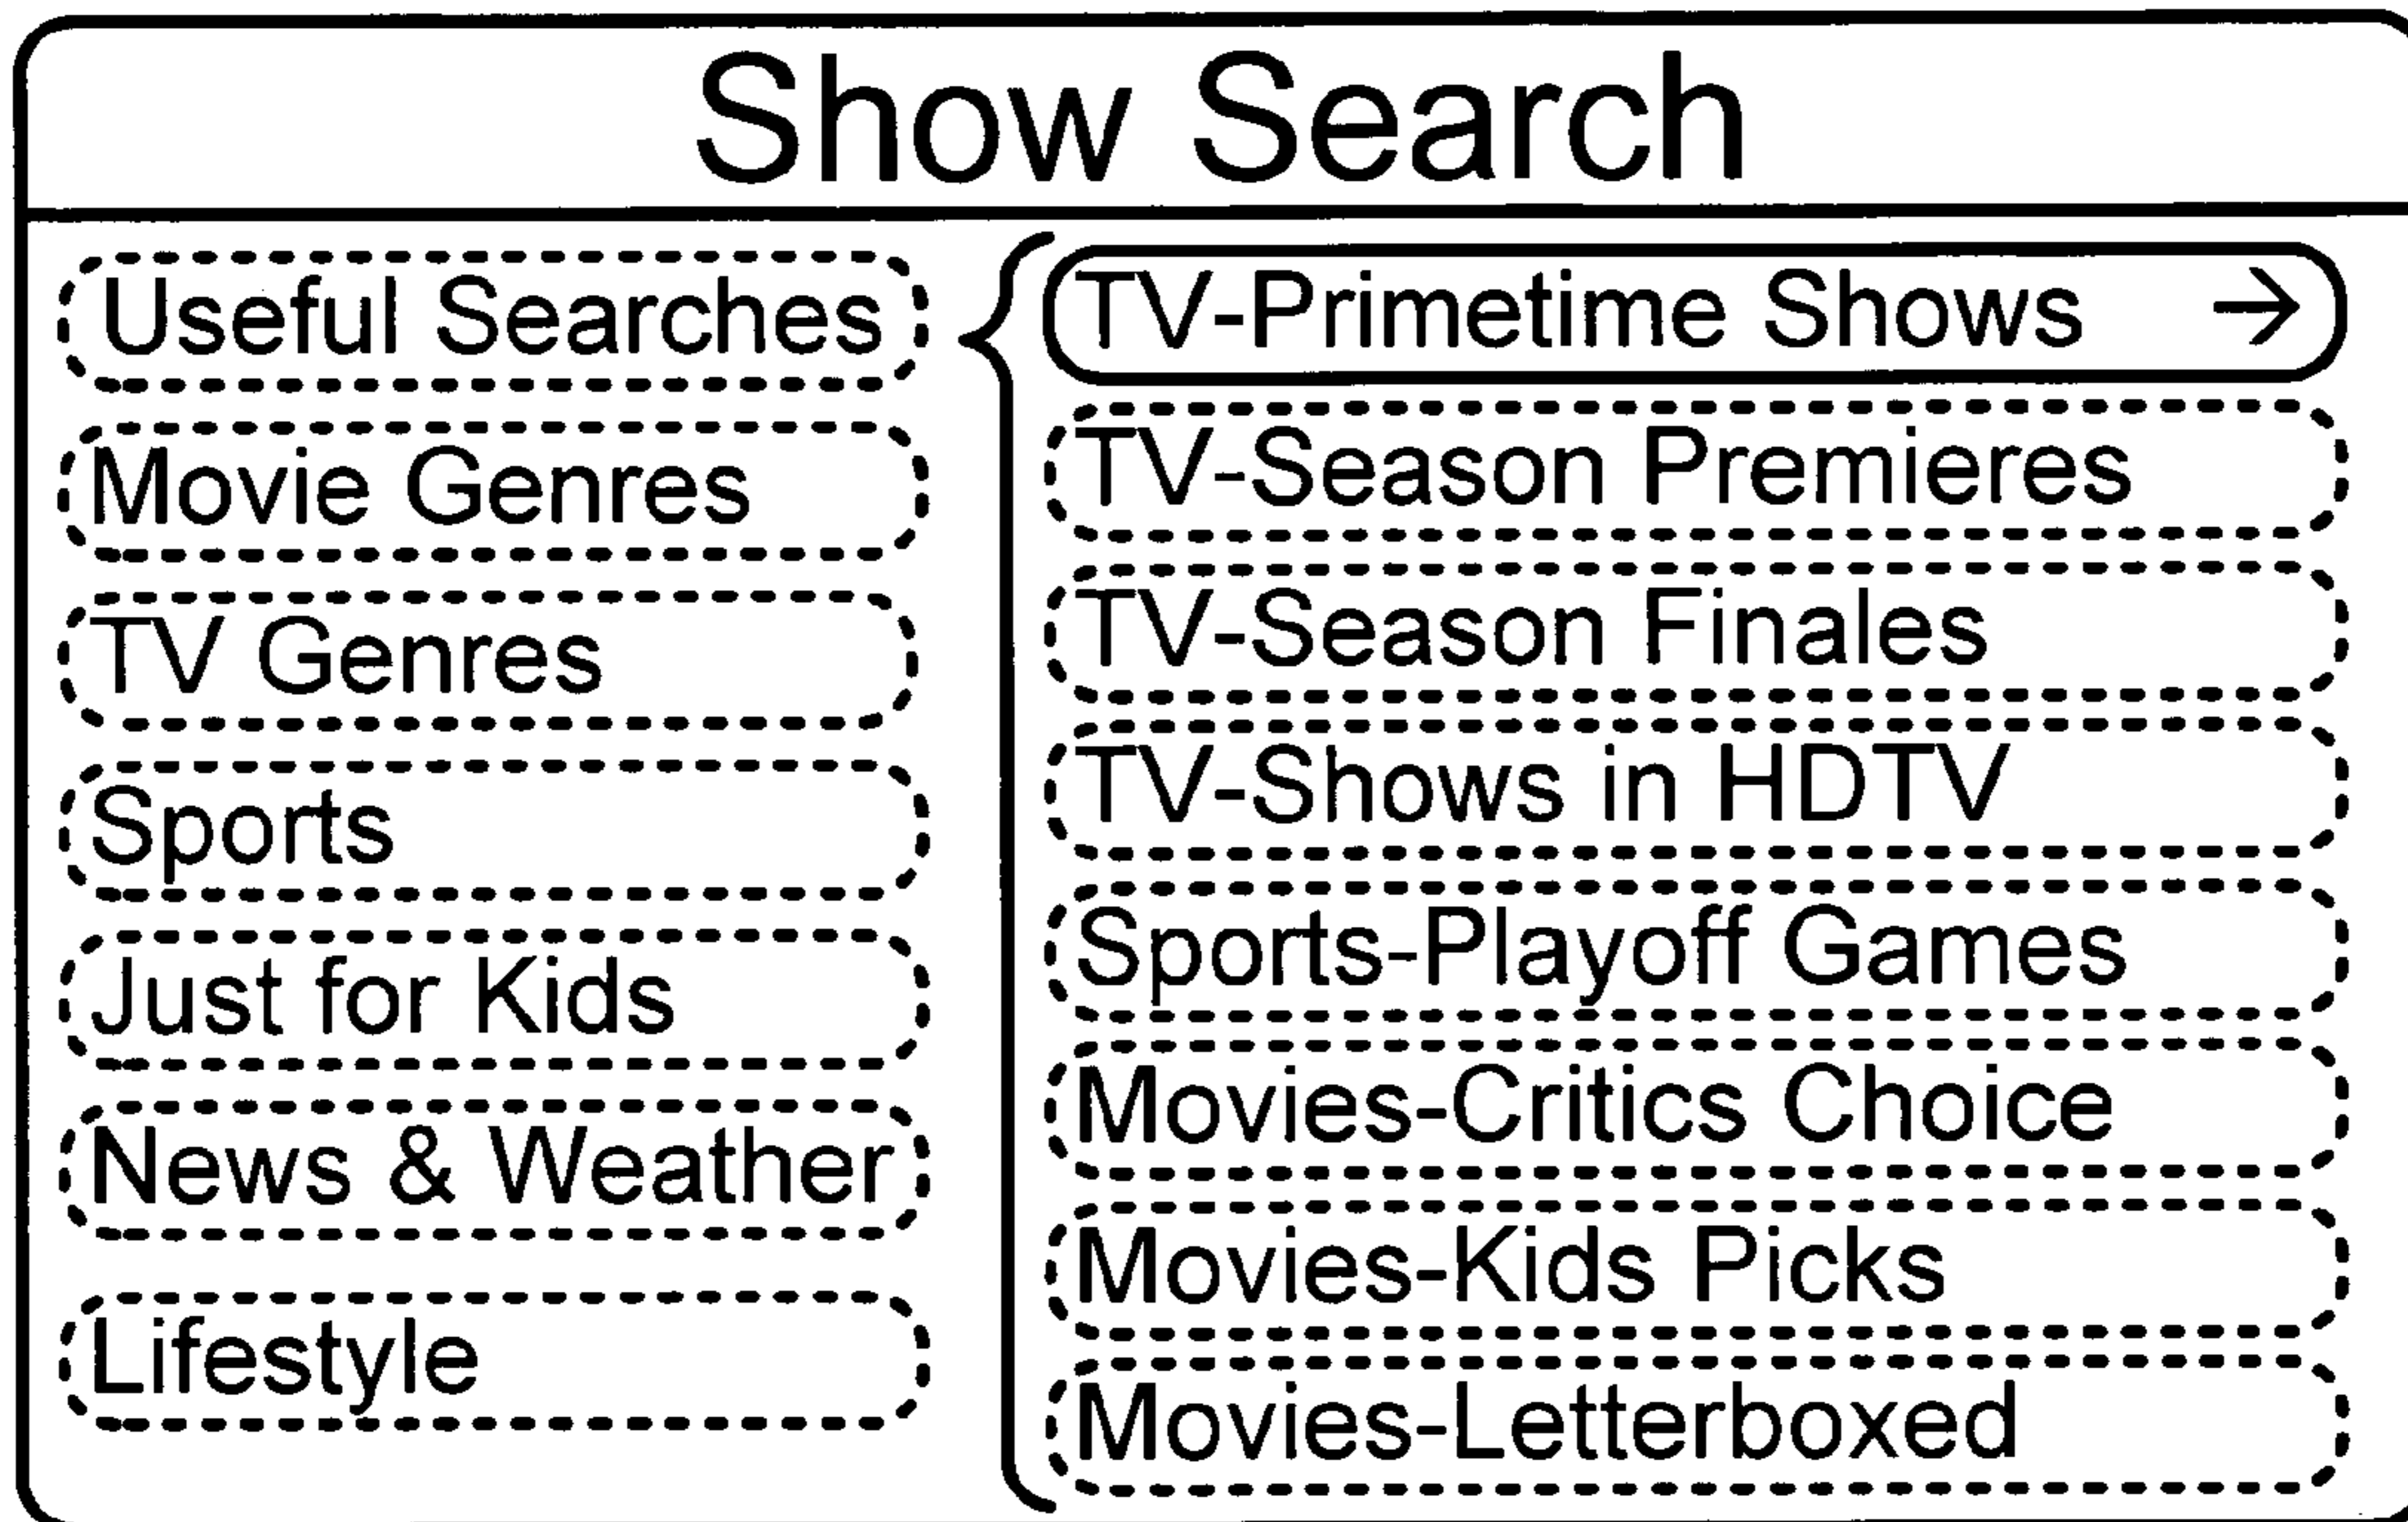 Show Search
Useful Searches
Movie Genres
TV Genres
Sports
Just for Kids
News & Weather
Lifestyle
TV-Primetime Shows →
TV-Season Premieres
TV-Season Finales
TV-Shows in HDTV
Sports-Playoff Games
Movies-Critics Choice
Movies-Kids Picks
Movies-Letterboxed